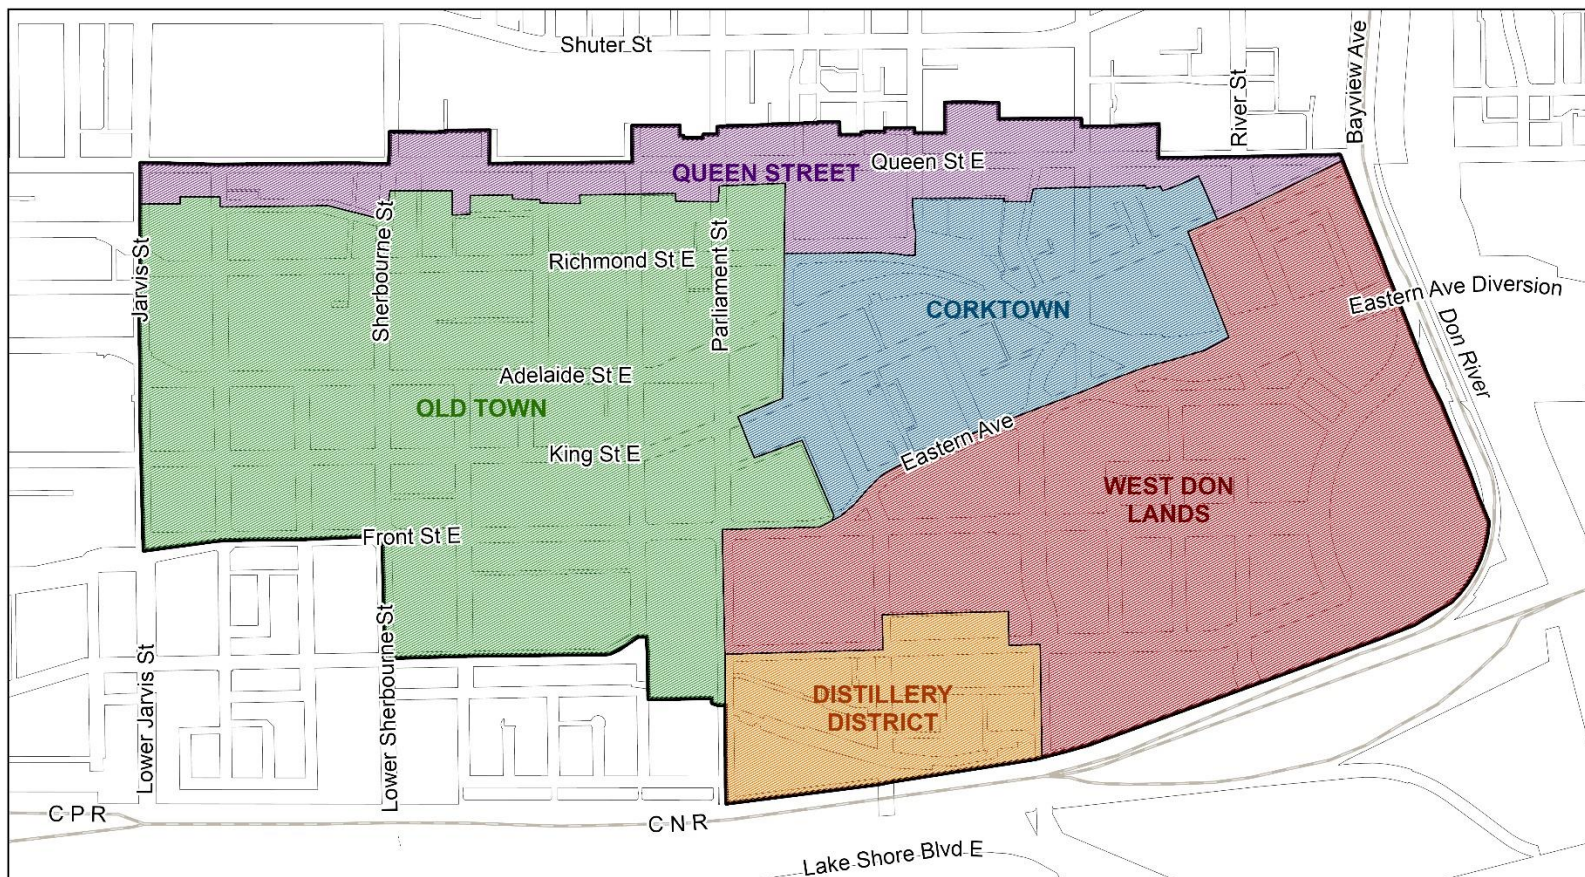 Shuter St
River St
Bayview Ave
QUEEN STREET
Queen St E
Jarvis St
Sherbourne St
Parliament St
Richmond St E
CORKTOWN
Eastern Ave Diversion
Don River
Adelaide St E
OLD TOWN
King St E
Eastern Ave
WEST DON
LANDS
Front St E
Lower Jarvis St
Lower Sherbourne St
DISTILLERY
DISTRICT
C P R
C N R
Lake Shore Blvd E